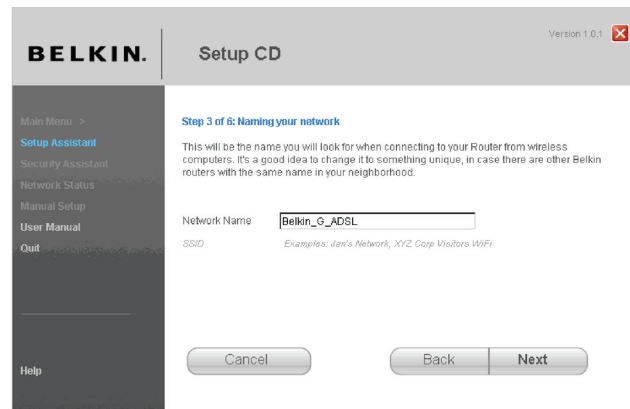 BELKIN.
Setup CD
Version 1.0.1
Main Menu >
Setup Assistant
Security Assistant
Network Status
Manual Setup
User Manual
Quit
Help
Step 3 of 6: Naming your network
This will be the name you will look for when connecting to your Router from wireless
computers. It's a good idea to change it to something unique, in case there are other Belkin
routers with the same name in your neighborhood.
Network Name
Belkin_G_ADSL
SSID
Examples: Jan's Network, XYZ Corp Visitors WiFi
Cancel
Back
Next